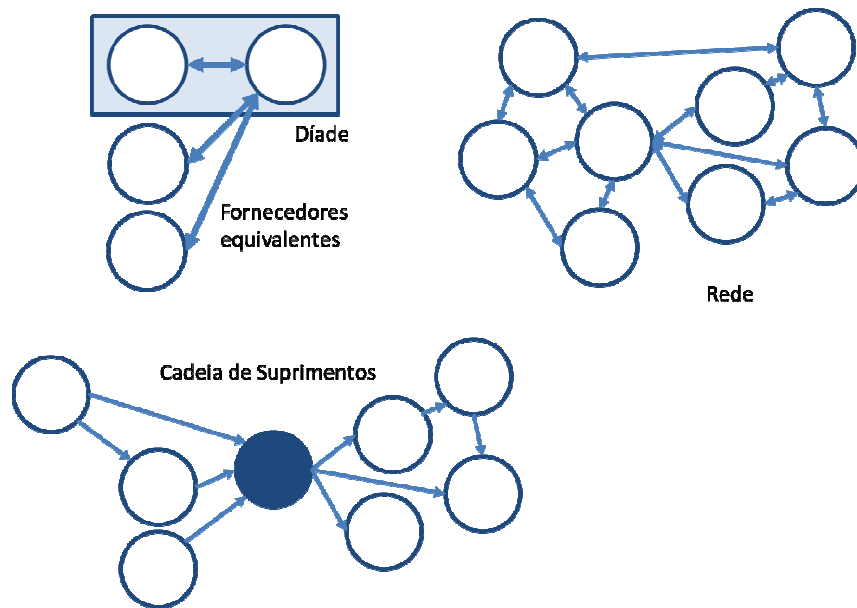 Díade
Fornecedores
equivalentes
Rede
Cadeia de Suprimentos